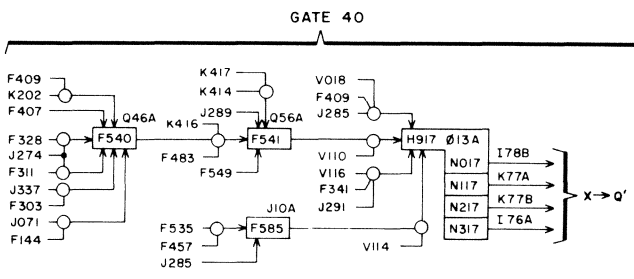 GATE 40
F409
K202
F407
Q46A
F328
F540
J274
F311
J337
F303
J071
F144
K417
K414
J289
Q56A
K416
F541
F483
F549
V018
F409
J285
H917 Ø13A
V110
V116
F341
J291
N017 I78B
N117 K77A
N217 K77B
N317 I76A
X→Q'
J10A
F535
F585
F457
J285
V114